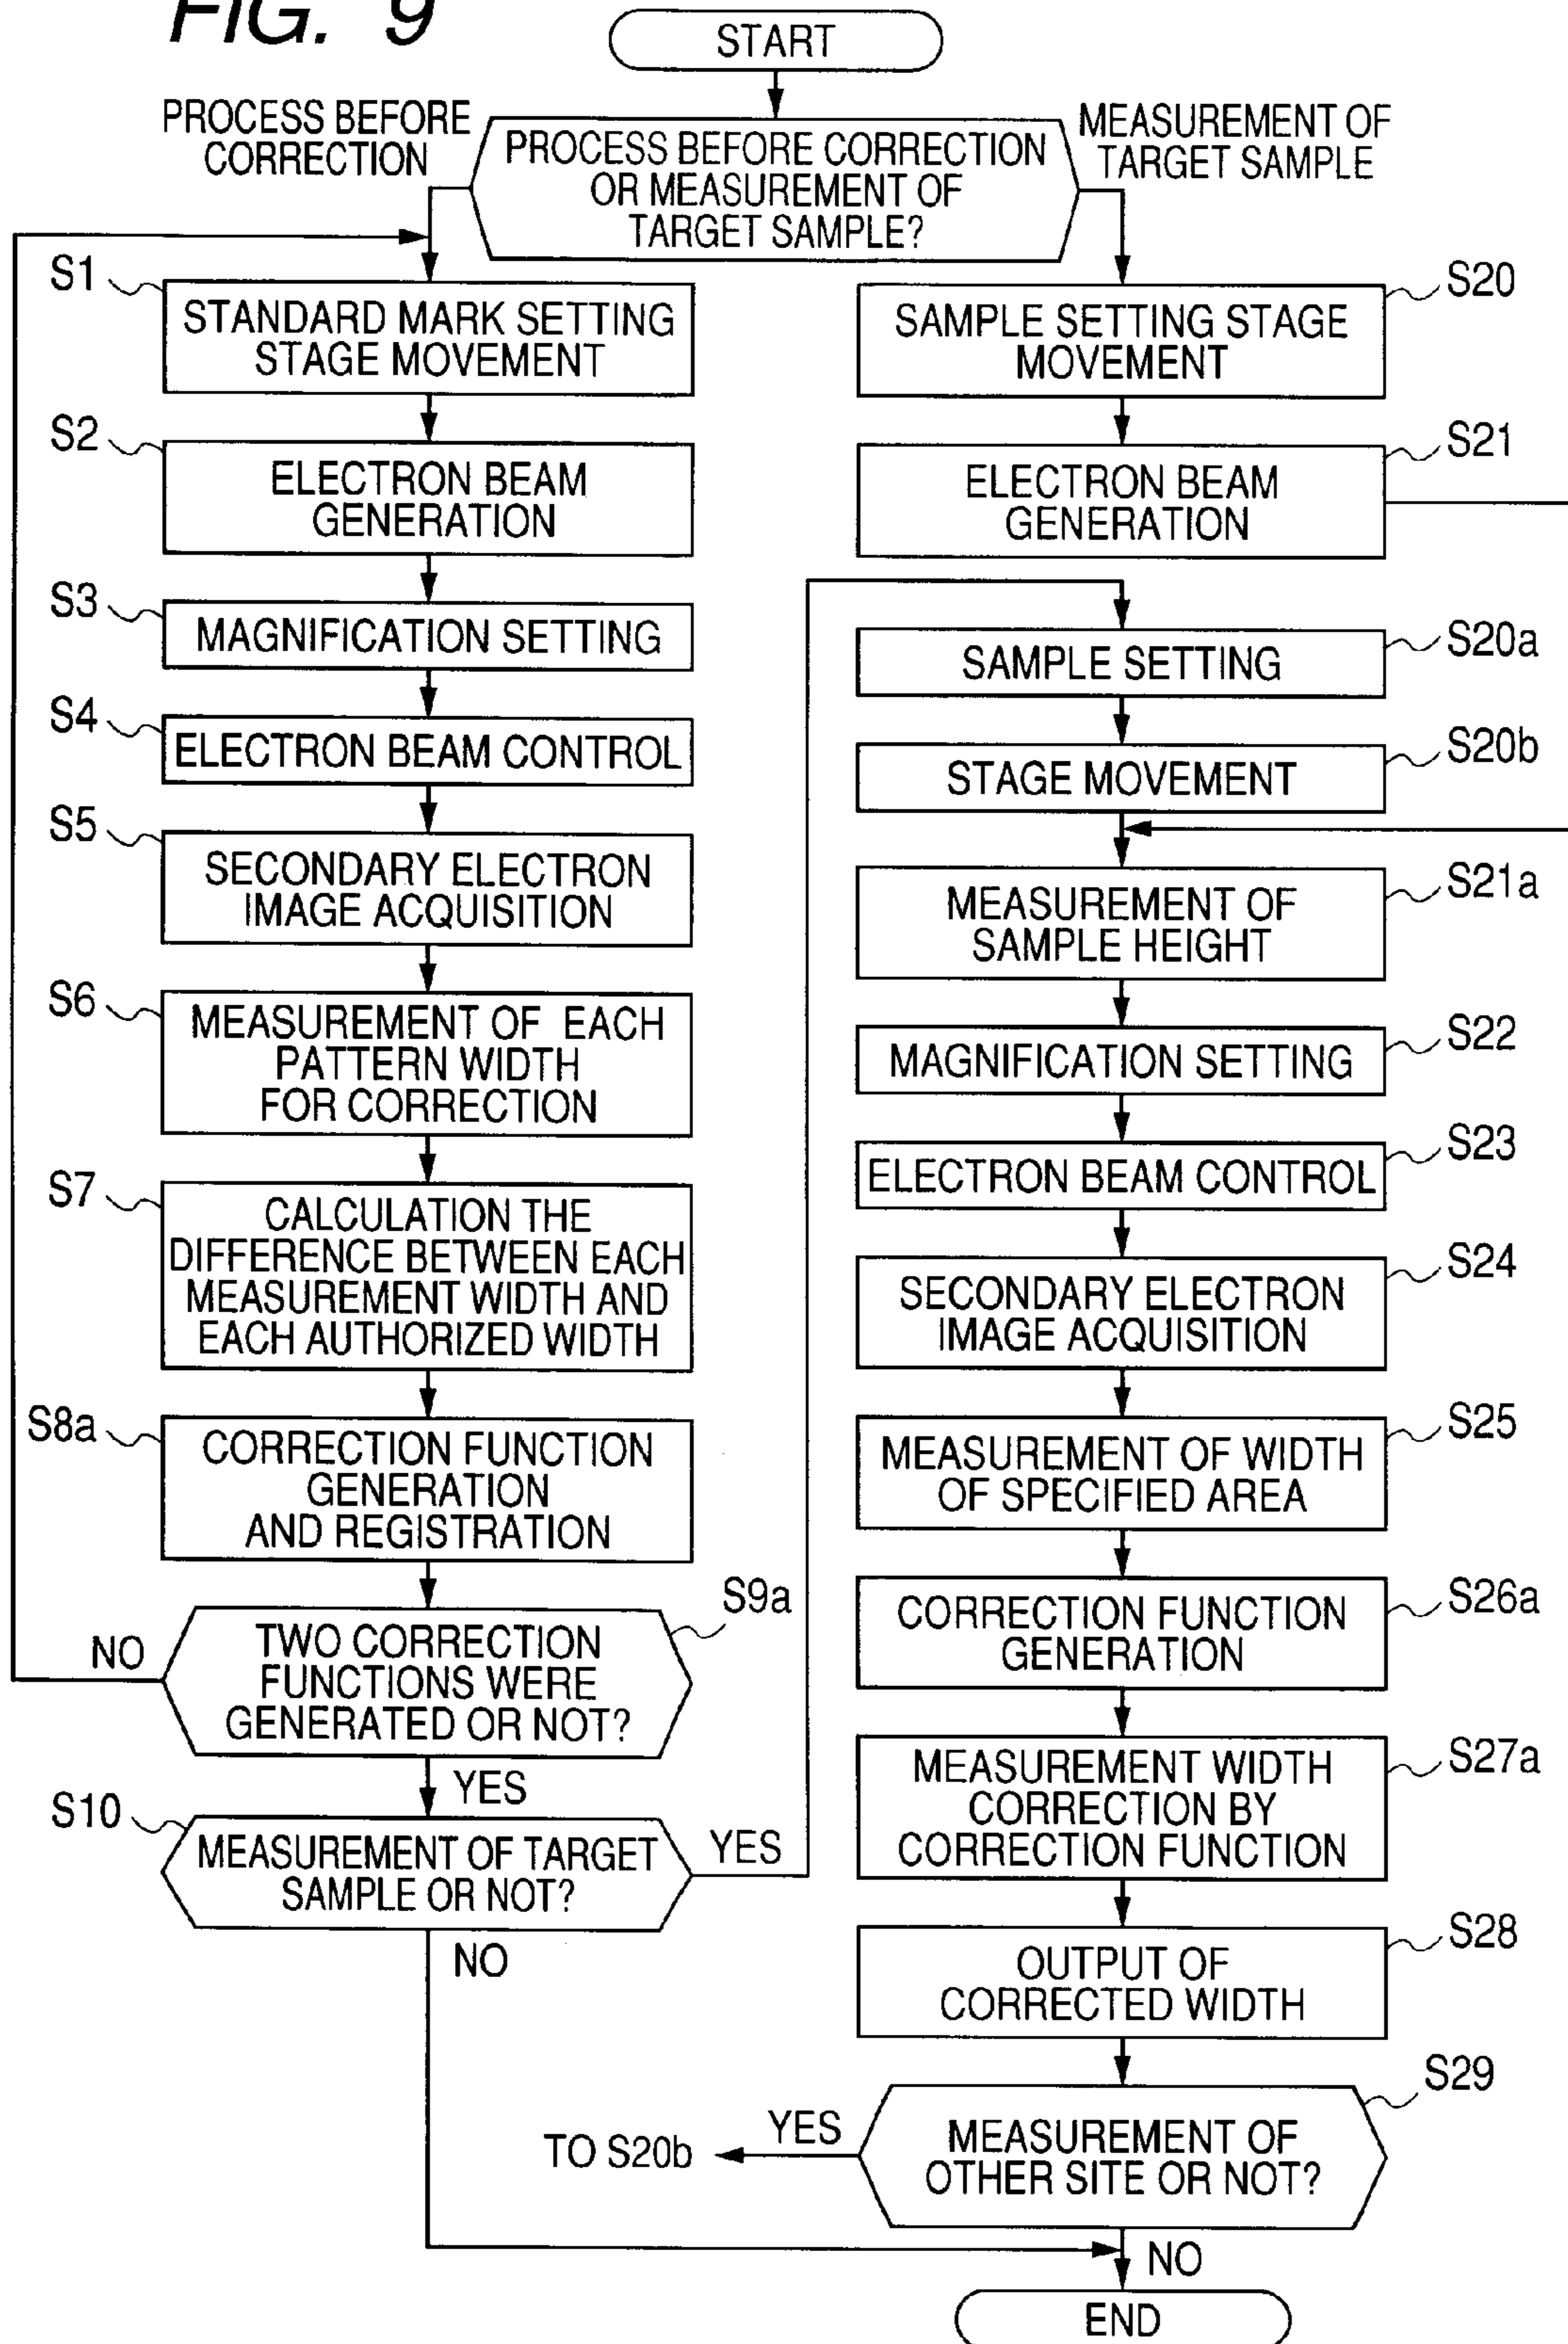 FIG. 9
START
PROCESS BEFORE
CORRECTION
PROCESS BEFORE CORRECTION
OR MEASUREMENT OF
TARGET SAMPLE?
MEASUREMENT OF
TARGET SAMPLE
S1
STANDARD MARK SETTING
STAGE MOVEMENT
S2
ELECTRON BEAM
GENERATION
S3
MAGNIFICATION SETTING
S4
ELECTRON BEAM CONTROL
S5
SECONDARY ELECTRON
IMAGE ACQUISITION
S6
MEASUREMENT OF EACH
PATTERN WIDTH
FOR CORRECTION
S7
CALCULATION THE
DIFFERENCE BETWEEN EACH
MEASUREMENT WIDTH AND
EACH AUTHORIZED WIDTH
S8a
CORRECTION FUNCTION
GENERATION
AND REGISTRATION
S9a
TWO CORRECTION
FUNCTIONS WERE
GENERATED OR NOT?
NO
YES
S10
MEASUREMENT OF TARGET
SAMPLE OR NOT?
YES
NO
S20
SAMPLE SETTING STAGE
MOVEMENT
S21
ELECTRON BEAM
GENERATION
S20a
SAMPLE SETTING
S20b
STAGE MOVEMENT
S21a
MEASUREMENT OF
SAMPLE HEIGHT
S22
MAGNIFICATION SETTING
S23
ELECTRON BEAM CONTROL
S24
SECONDARY ELECTRON
IMAGE ACQUISITION
S25
MEASUREMENT OF WIDTH
OF SPECIFIED AREA
S26a
CORRECTION FUNCTION
GENERATION
S27a
MEASUREMENT WIDTH
CORRECTION BY
CORRECTION FUNCTION
S28
OUTPUT OF
CORRECTED WIDTH
S29
MEASUREMENT OF
OTHER SITE OR NOT?
YES
TO S20b
NO
END